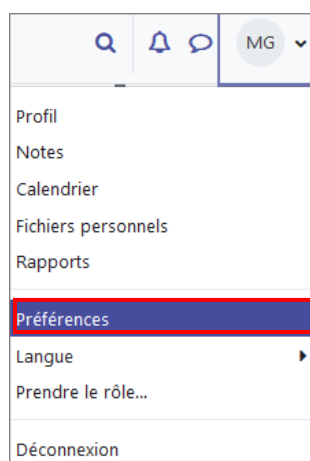 MG
Profil
Notes
Calendrier
Fichiers personnels
Rapports
Préférences
Langue
Prendre le rôle...
Déconnexion